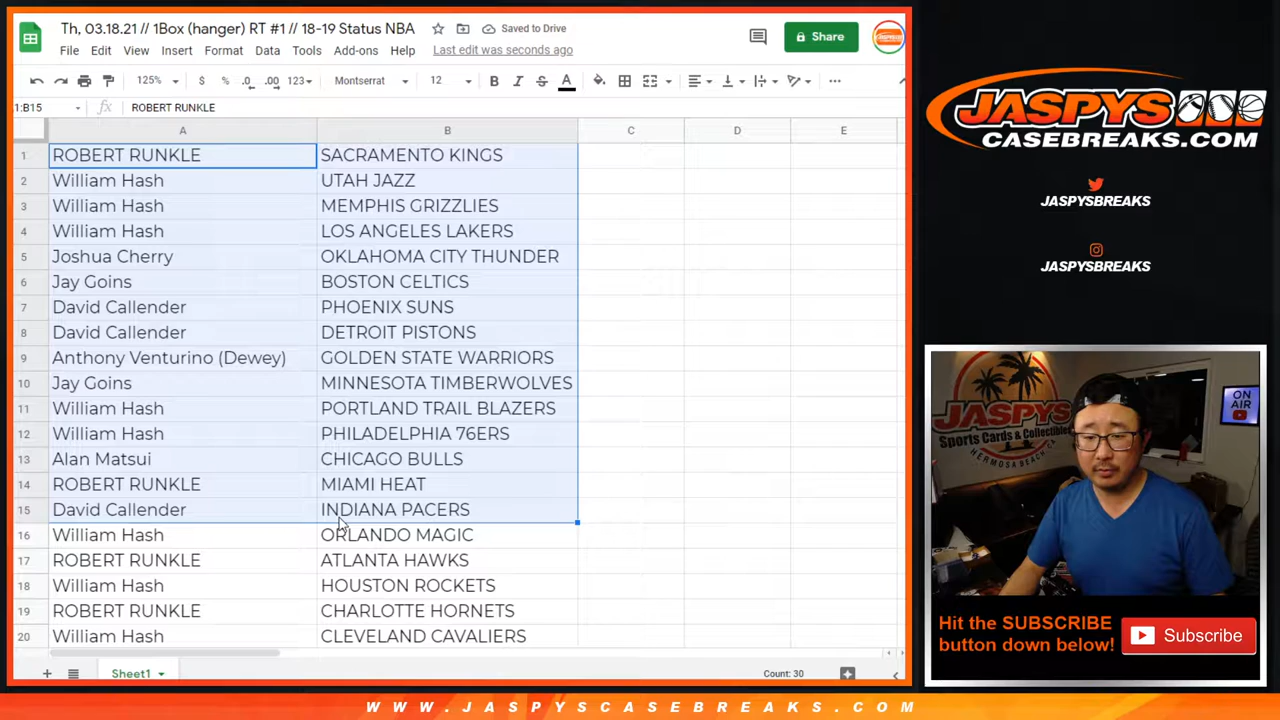 Th, 03.18.21 // 1Box (hanger) RT #1 // 18-19 Status NBA
Saved to Drive
File Edit View Insert Format Data Tools Add-ons Help Last edit was seconds ago
Share
125% $ % .0 .00 123 Montserrat 12 B I S A
1:B15 fx ROBERT RUNKLE
A B C D E
1 ROBERT RUNKLE SACRAMENTO KINGS
2 William Hash UTAH JAZZ
3 William Hash MEMPHIS GRIZZLIES
4 William Hash LOS ANGELES LAKERS
5 Joshua Cherry OKLAHOMA CITY THUNDER
6 Jay Goins BOSTON CELTICS
7 David Callender PHOENIX SUNS
8 David Callender DETROIT PISTONS
9 Anthony Venturino (Dewey) GOLDEN STATE WARRIORS
10 Jay Goins MINNESOTA TIMBERWOLVES
11 William Hash PORTLAND TRAIL BLAZERS
12 William Hash PHILADELPHIA 76ERS
13 Alan Matsui CHICAGO BULLS
14 ROBERT RUNKLE MIAMI HEAT
15 David Callender INDIANA PACERS
16 William Hash ORLANDO MAGIC
17 ROBERT RUNKLE ATLANTA HAWKS
18 William Hash HOUSTON ROCKETS
19 ROBERT RUNKLE CHARLOTTE HORNETS
20 William Hash CLEVELAND CAVALIERS
Sheet1
Count: 30
JASPYS
CASEBREAKS.COM
JASPYSBREAKS
JASPYSBREAKS
JASPYS
Sports Cards & Collectibles
HERMOSA BEACH, CA
ON
AIR
Hit the SUBSCRIBE
button down below!
Subscribe
WWW.JASPYSCASEBREAKS.COM